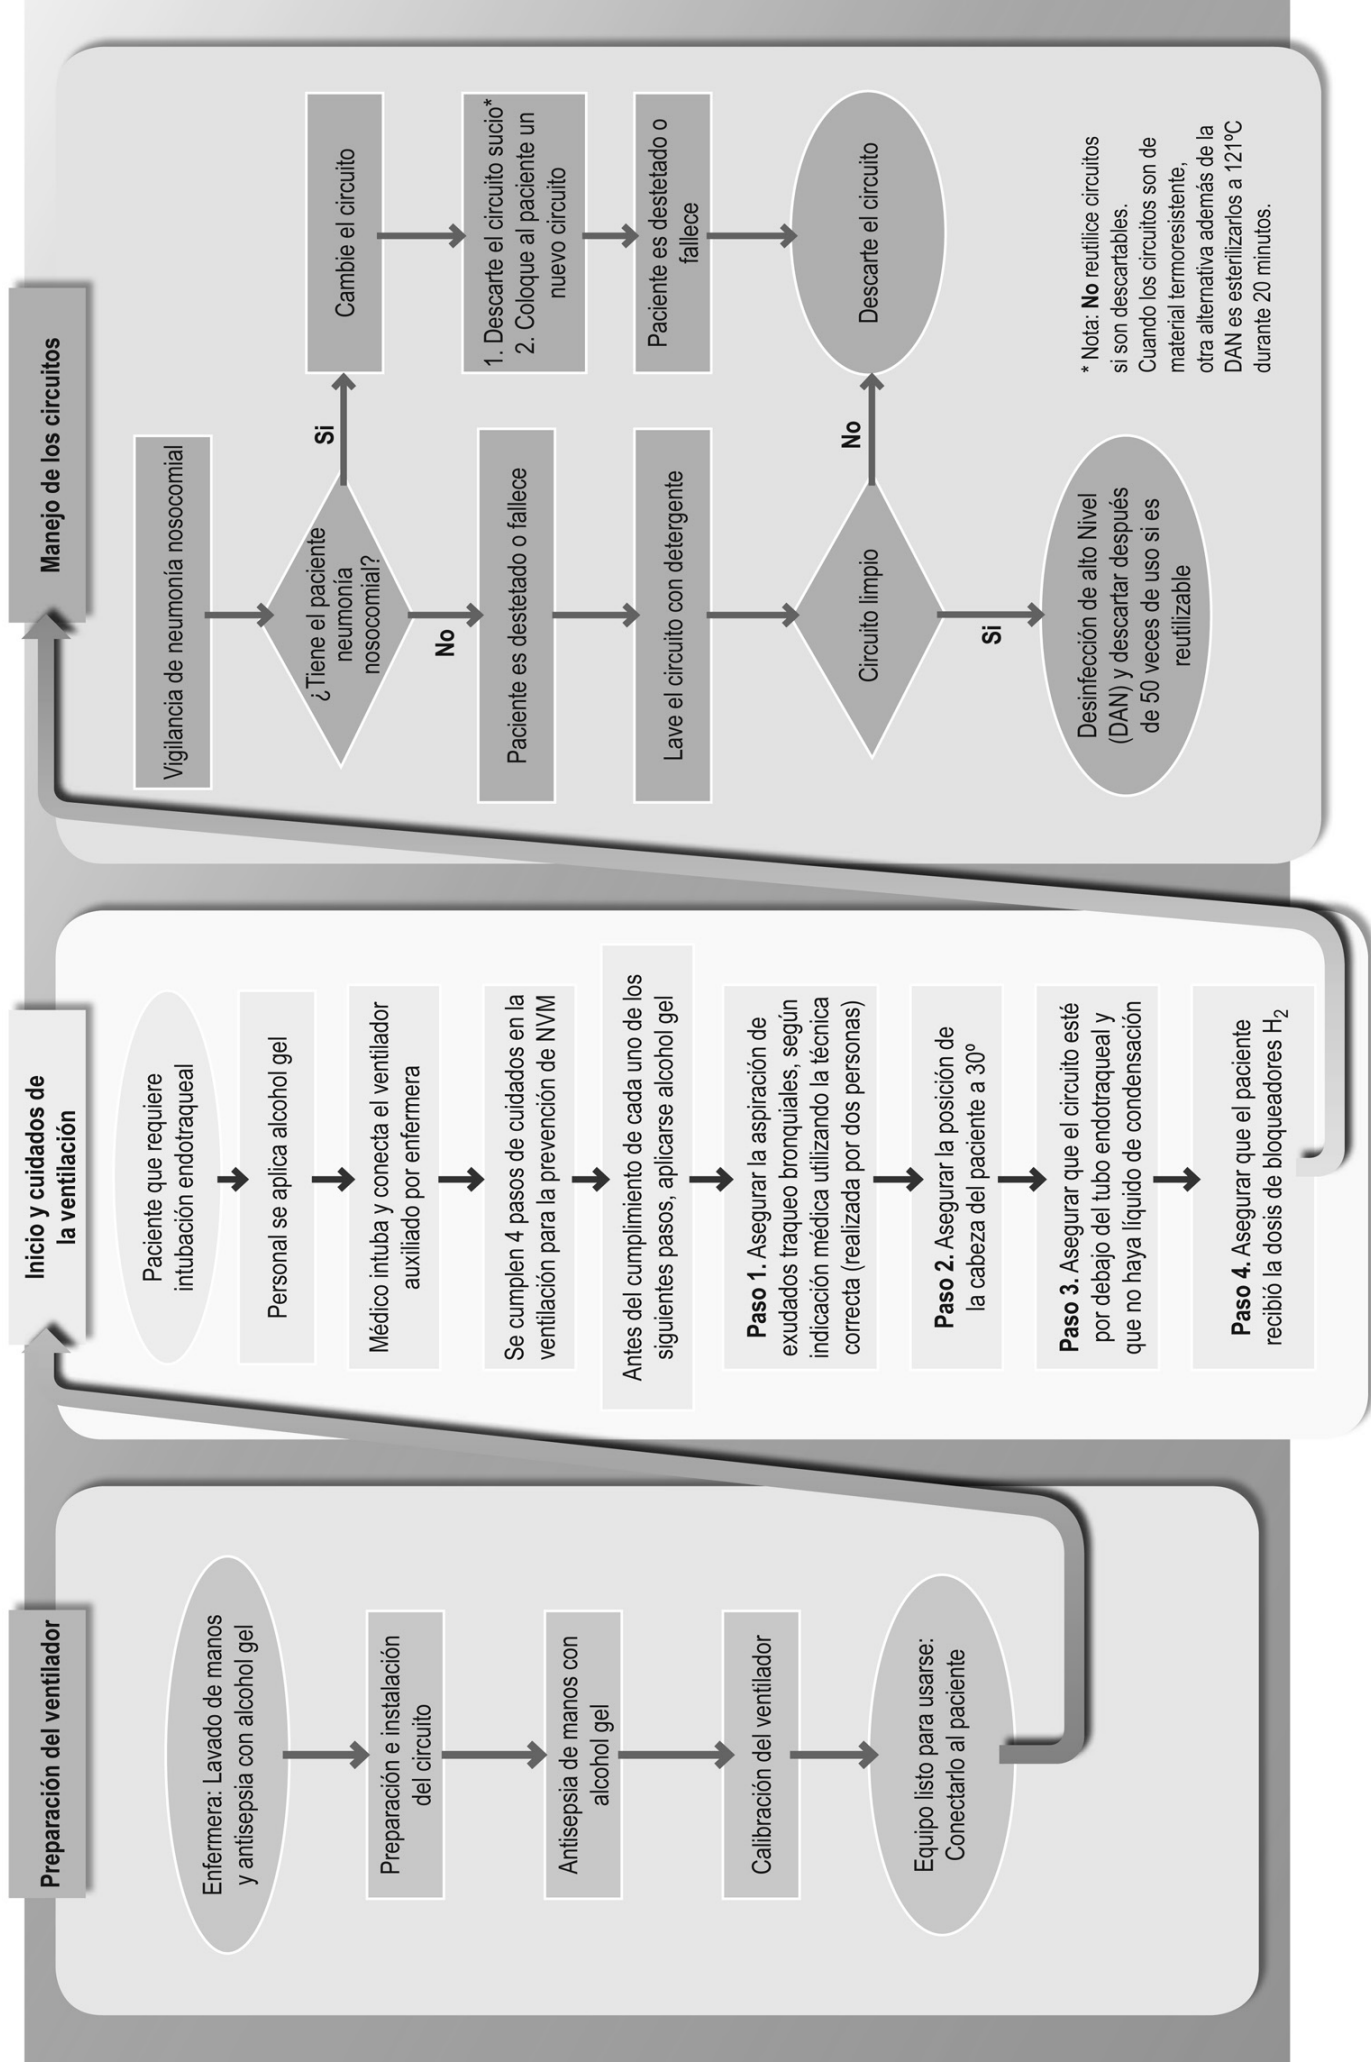 Preparación del ventilador
Enfermera: Lavado de manos
y antisepsia con alcohol gel
Preparación e instalación
del circuito
Antisepsia de manos con
alcohol gel
Calibración del ventilador
Equipo listo para usarse:
Conectarlo al paciente
Inicio y cuidados de
la ventilación
Paciente que requiere
intubación endotraqueal
Personal se aplica alcohol gel
Médico intuba y conecta el ventilador
auxiliado por enfermera
Se cumplen 4 pasos de cuidados en la
ventilación para la prevención de NVM
Antes del cumplimiento de cada uno de los
siguientes pasos, aplicarse alcohol gel
Paso 1. Asegurar la aspiración de
exudados traqueo bronquiales, según
indicación médica utilizando la técnica
correcta (realizada por dos personas)
Paso 2. Asegurar la posición de
la cabeza del paciente a 30º
Paso 3. Asegurar que el circuito esté
por debajo del tubo endotraqueal y
que no haya líquido de condensación
Paso 4. Asegurar que el paciente
recibió la dosis de bloqueadores H₂
Manejo de los circuitos
Vigilancia de neumonía nosocomial
¿Tiene el paciente
neumonía
nosocomial?
Si
Cambie el circuito
1. Descarte el circuito sucio*
2. Coloque al paciente un
nuevo circuito
Paciente es destetado o
fallece
Descarte el circuito
No
Paciente es destetado o fallece
Lave el circuito con detergente
Circuito limpio
No
Si
Desinfección de alto Nivel
(DAN) y descartar después
de 50 veces de uso si es
reutilizable
* Nota: No reutilice circuitos
si son descartables.
Cuando los circuitos son de
material termoresistente,
otra alternativa además de la
DAN es esterilizarlos a 121ºC
durante 20 minutos.